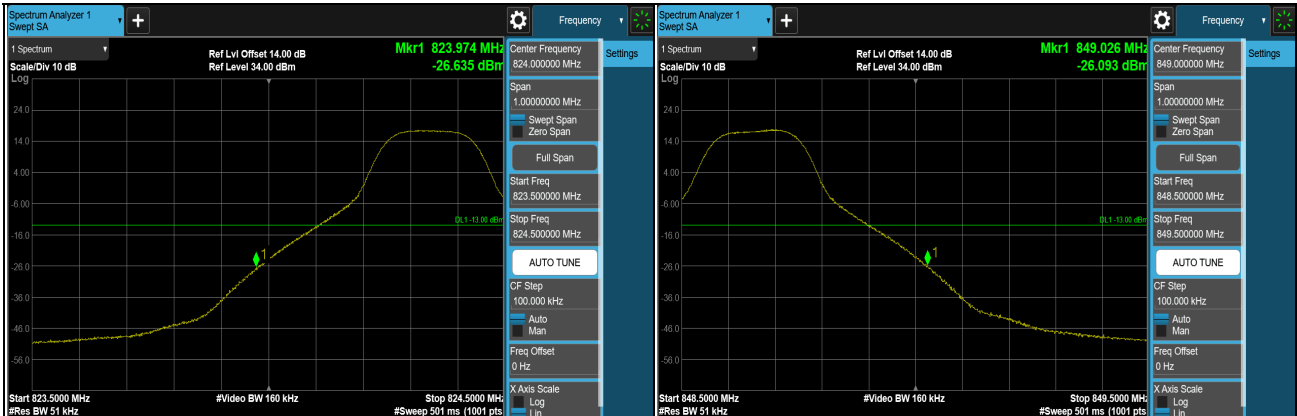 Spectrum Analyzer 1
Swept SA
+
Frequency
Settings
1 Spectrum
Scale/Div 10 dB
Log
Ref Lvl Offset 14.00 dB
Ref Level 34.00 dBm
Mkr1 823.974 MHz
-26.635 dBm
24.0
14.0
4.00
-6.00
-16.0
-26.0
-36.0
-46.0
-56.0
DL1 -13.00 dBm
1
Start 823.5000 MHz
#Res BW 51 kHz
#Video BW 160 kHz
Stop 824.5000 MHz
#Sweep 501 ms (1001 pts
Center Frequency
824.000000 MHz
Span
1.00000000 MHz
Swept Span
Zero Span
Full Span
Start Freq
823.500000 MHz
Stop Freq
824.500000 MHz
AUTO TUNE
CF Step
100.000 kHz
Auto
Man
Freq Offset
0 Hz
X Axis Scale
Log
Lin
Spectrum Analyzer 1
Swept SA
+
Frequency
Settings
1 Spectrum
Scale/Div 10 dB
Log
Ref Lvl Offset 14.00 dB
Ref Level 34.00 dBm
Mkr1 849.026 MHz
-26.093 dBm
24.0
14.0
4.00
-6.00
-16.0
-26.0
-36.0
-46.0
-56.0
DL1 -13.00 dBm
1
Start 848.5000 MHz
#Res BW 51 kHz
#Video BW 160 kHz
Stop 849.5000 MHz
#Sweep 501 ms (1001 pts
Center Frequency
849.000000 MHz
Span
1.00000000 MHz
Swept Span
Zero Span
Full Span
Start Freq
848.500000 MHz
Stop Freq
849.500000 MHz
AUTO TUNE
CF Step
100.000 kHz
Auto
Man
Freq Offset
0 Hz
X Axis Scale
Log
Lin